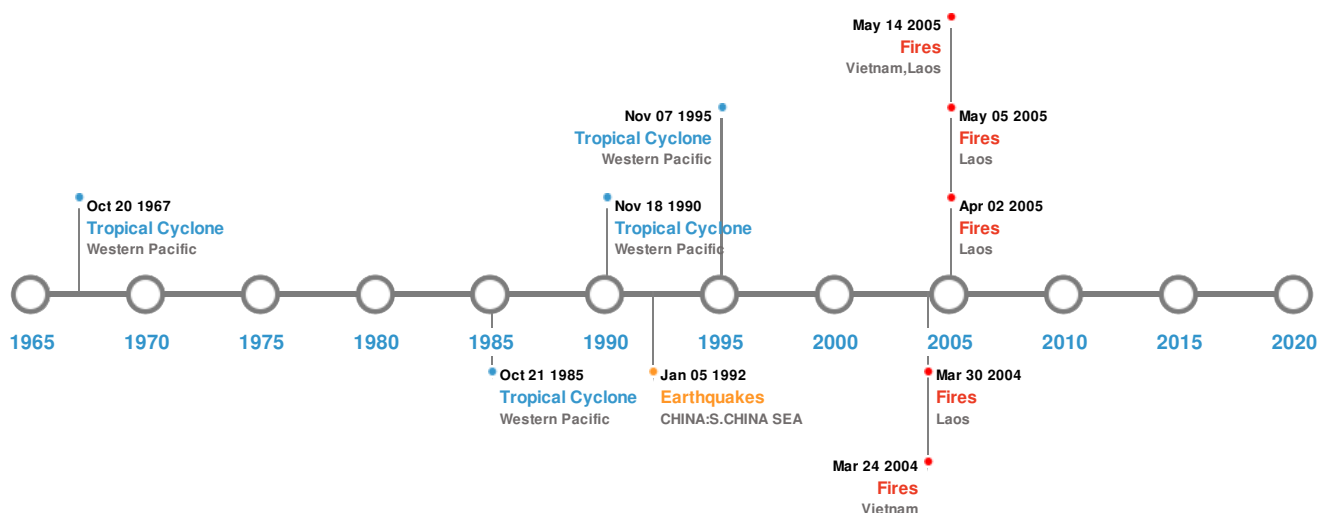 May 14 2005
Fires
Vietnam,Laos
Nov 07 1995
Tropical Cyclone
Western Pacific
May 05 2005
Fires
Laos
Oct 20 1967
Tropical Cyclone
Western Pacific
Nov 18 1990
Tropical Cyclone
Western Pacific
Apr 02 2005
Fires
Laos
1965 1970 1975 1980 1985 1990 1995 2000 2005 2010 2015 2020
Oct 21 1985
Tropical Cyclone
Western Pacific
Jan 05 1992
Earthquakes
CHINA:S.CHINA SEA
Mar 30 2004
Fires
Laos
Mar 24 2004
Fires
Vietnam